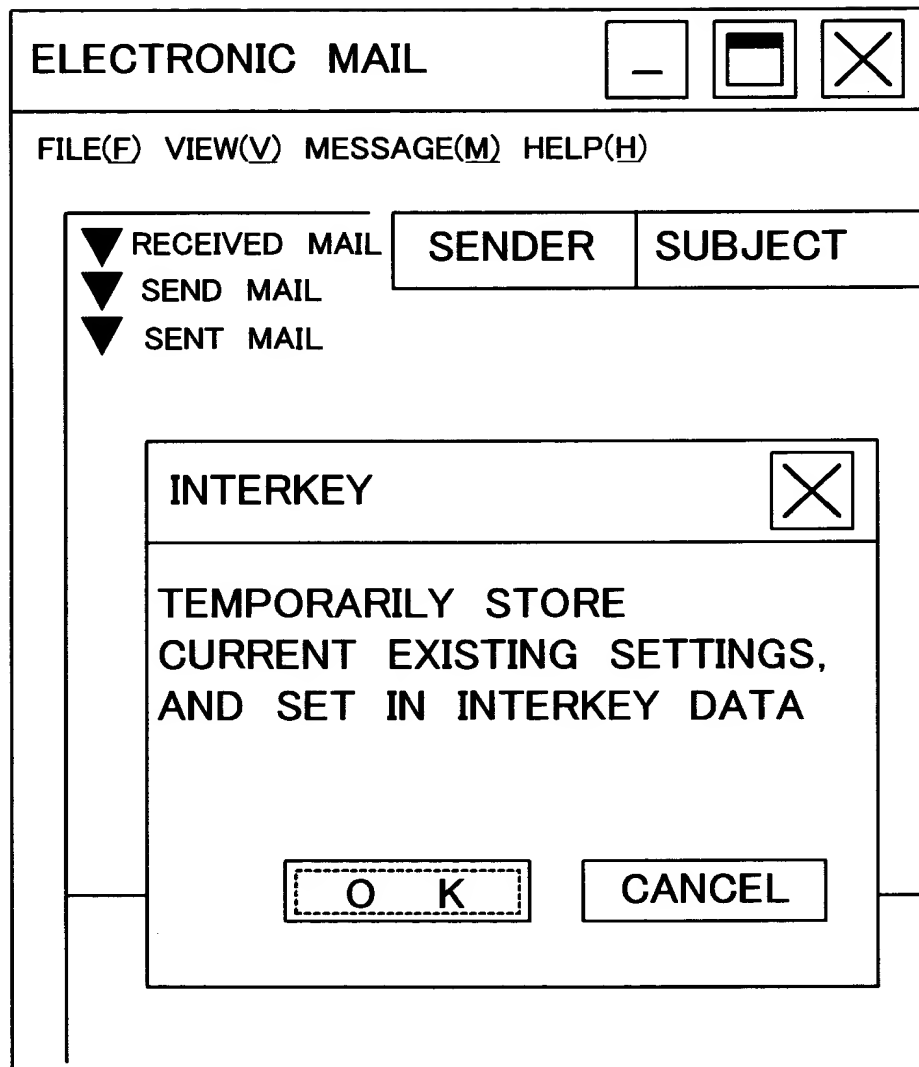 ELECTRONIC MAIL
FILE(F) VIEW(V) MESSAGE(M) HELP(H)
RECEIVED MAIL SENDER SUBJECT
SEND MAIL
SENT MAIL
INTERKEY
TEMPORARILY STORE
CURRENT EXISTING SETTINGS,
AND SET IN INTERKEY DATA
O K CANCEL